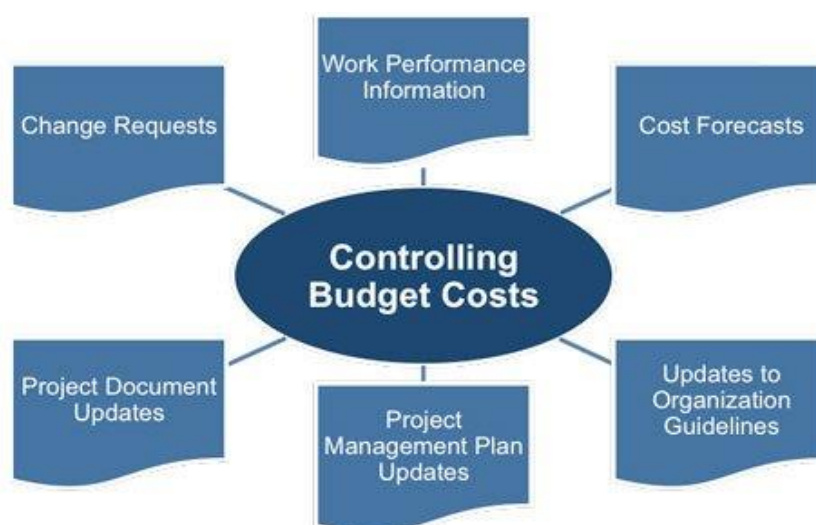 Work Performance
Information
Change Requests
Cost Forecasts
Controlling
Budget Costs
Project Document
Updates
Project
Management Plan
Updates
Updates to
Organization
Guidelines